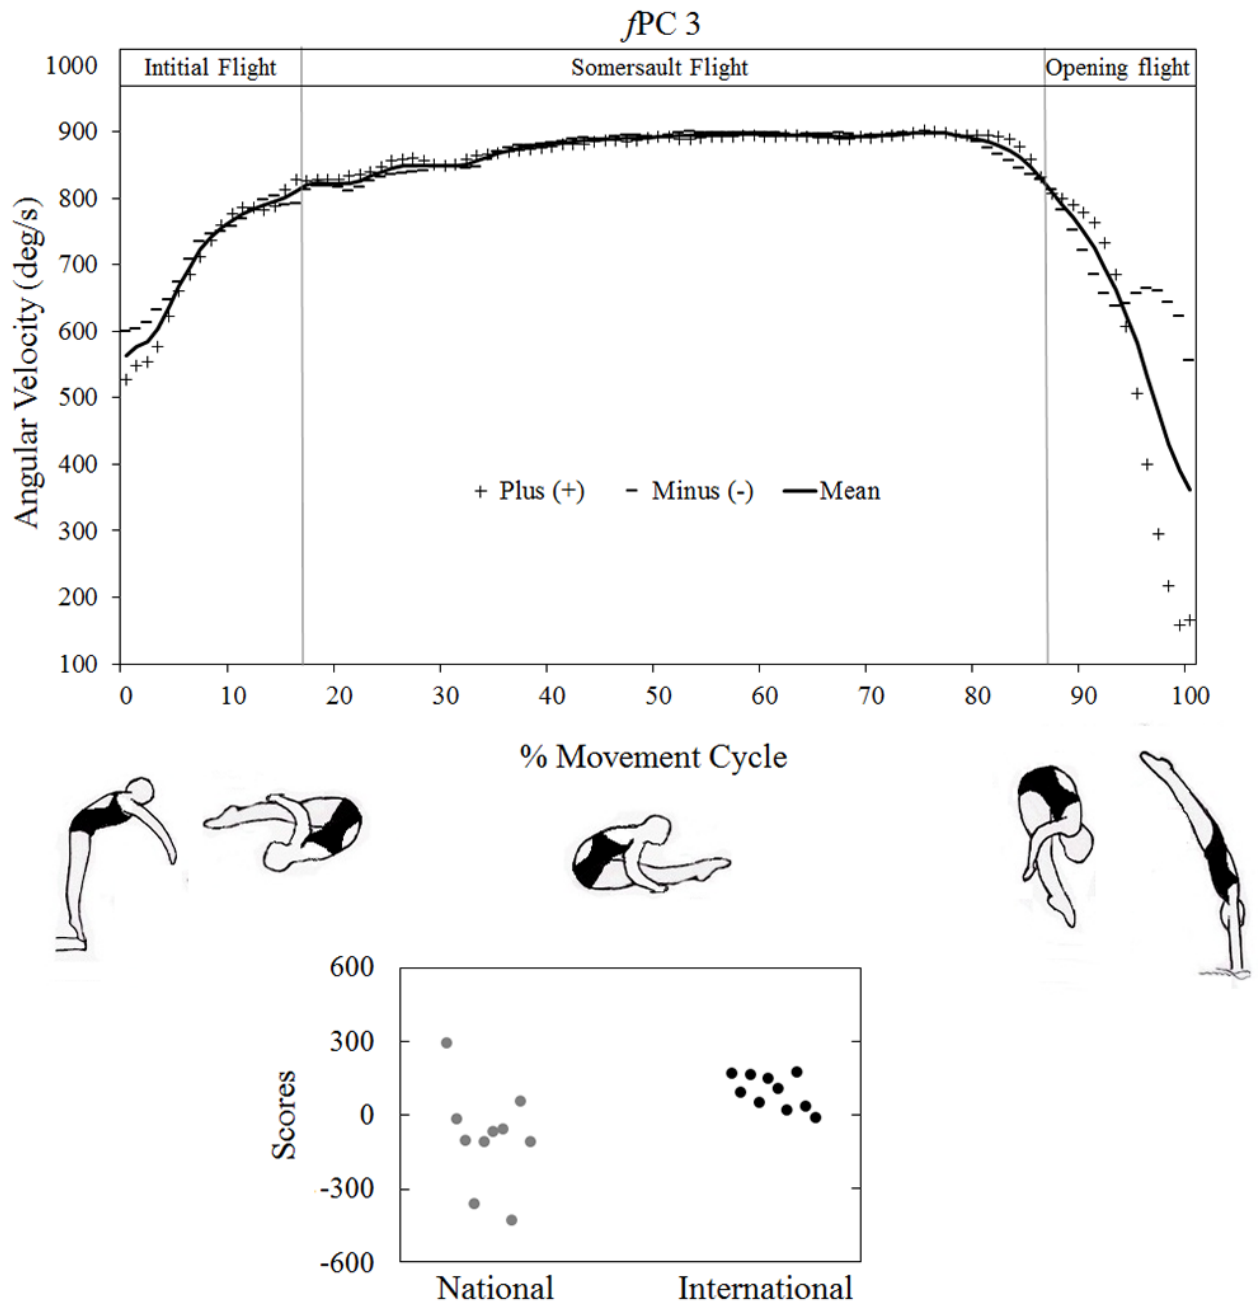 fPC 3
Intitial Flight Somersault Flight Opening flight
1000
900
800
700
600
500
400
300
200
100
Angular Velocity (deg/s)
+ Plus (+) - Minus (-) Mean
0 10 20 30 40 50 60 70 80 90 100
% Movement Cycle
600
300
0
-300
-600
Scores
National International